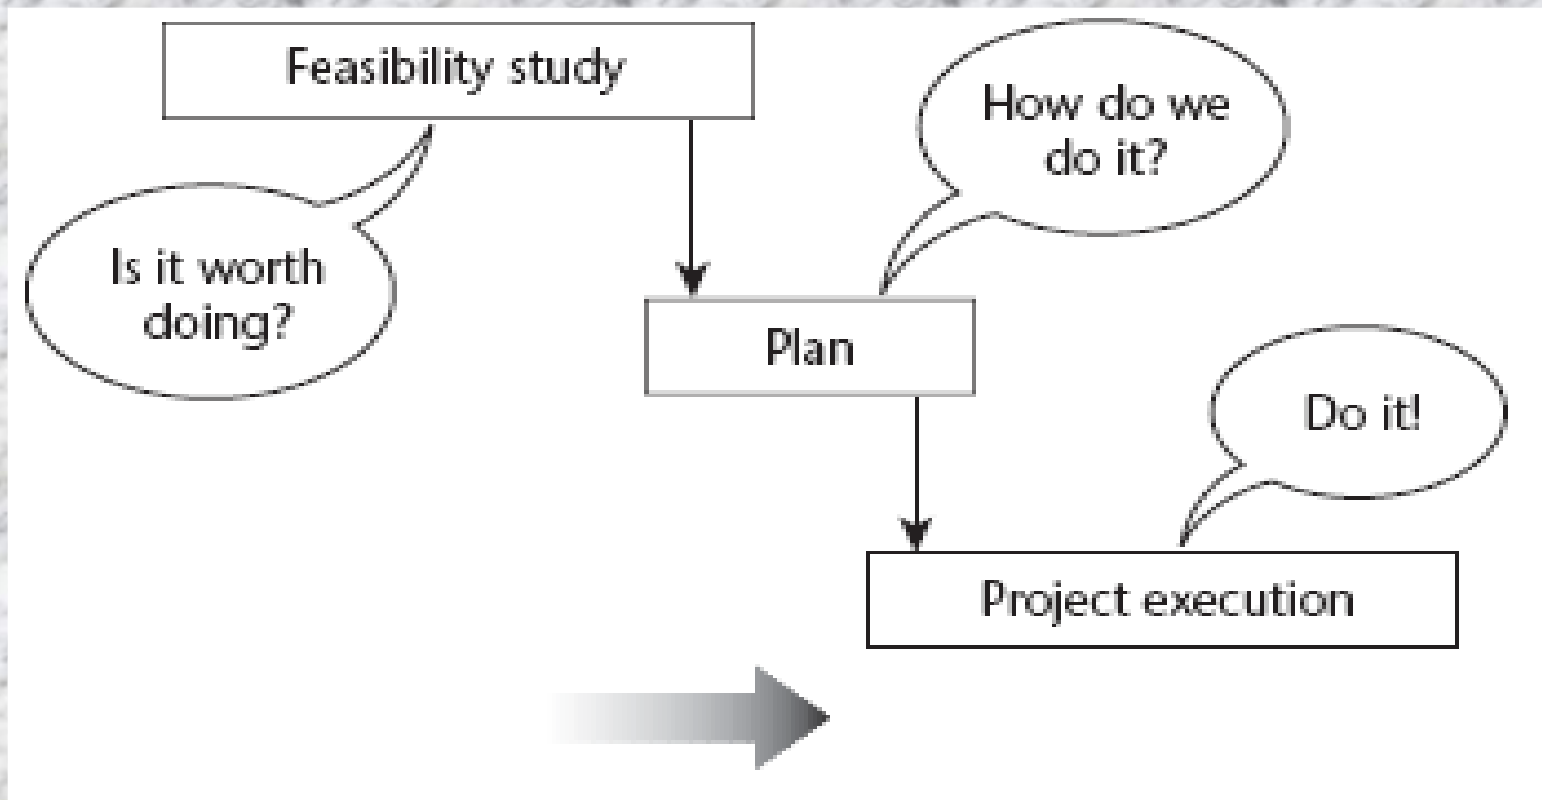 Feasibility study
How do we
do it?
Is it worth
doing?
Plan
Do it!
Project execution